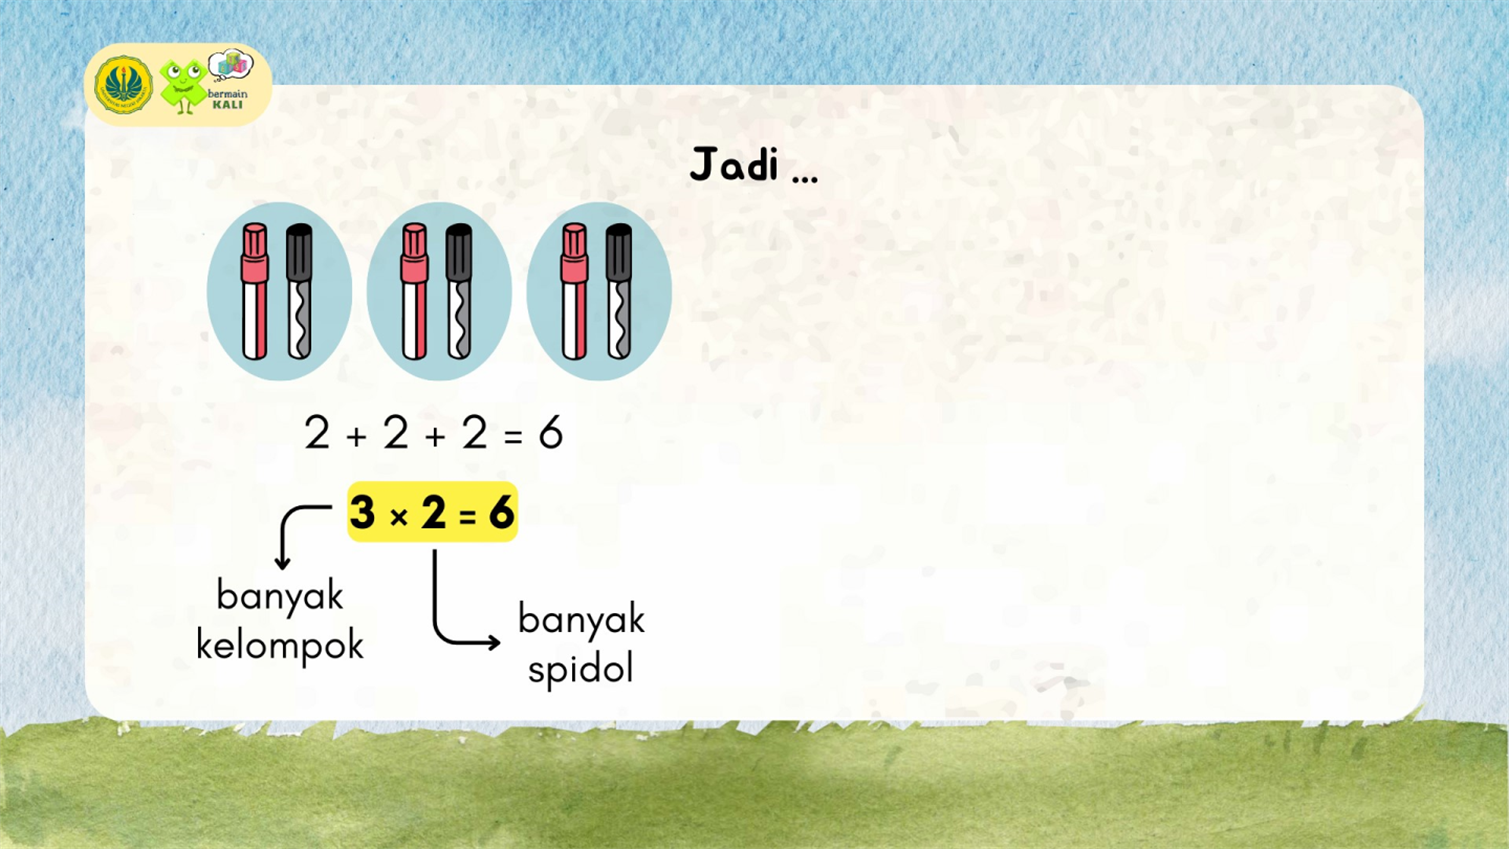 bermain
KALI
Jadi ...
2 + 2 + 2 = 6
3 × 2 = 6
banyak
kelompok
banyak
spidol